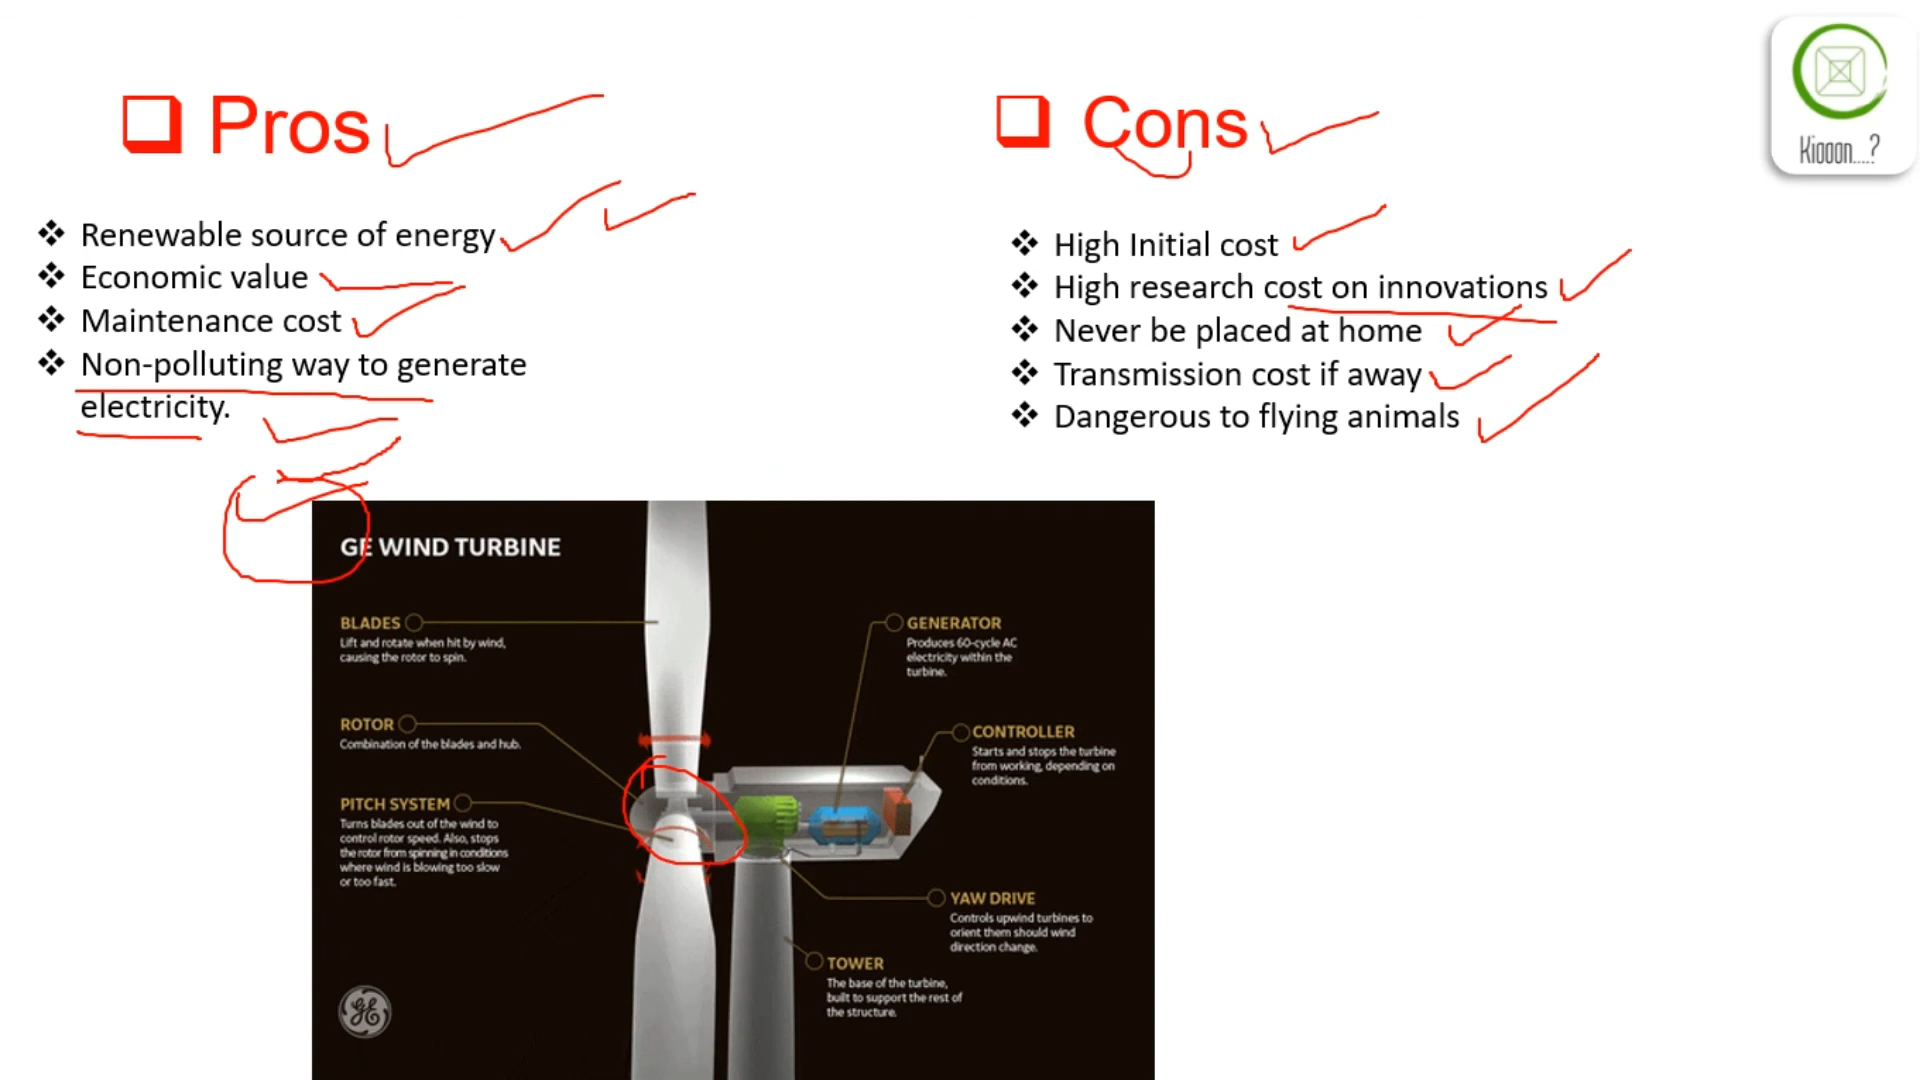 Pros
Renewable source of energy
Economic value
Maintenance cost
Non-polluting way to generate
electricity.
Cons
High Initial cost
High research cost on innovations
Never be placed at home
Transmission cost if away
Dangerous to flying animals
Kiooon....?
GE WIND TURBINE
BLADES
Lift and rotate when hit by wind,
causing the rotor to spin.
ROTOR
Combination of the blades and hub.
PITCH SYSTEM
Turns blades out of the wind to
control rotor speed. Also, stops
the rotor from spinning in conditions
where wind is blowing too slow
or too fast.
GENERATOR
Produces 60-cycle AC
electricity within the
turbine.
CONTROLLER
Starts and stops the turbine
from working, depending on
conditions.
YAW DRIVE
Controls upwind turbines to
orient them should wind
direction change.
TOWER
The base of the turbine,
built to support the rest of
the structure.
GE